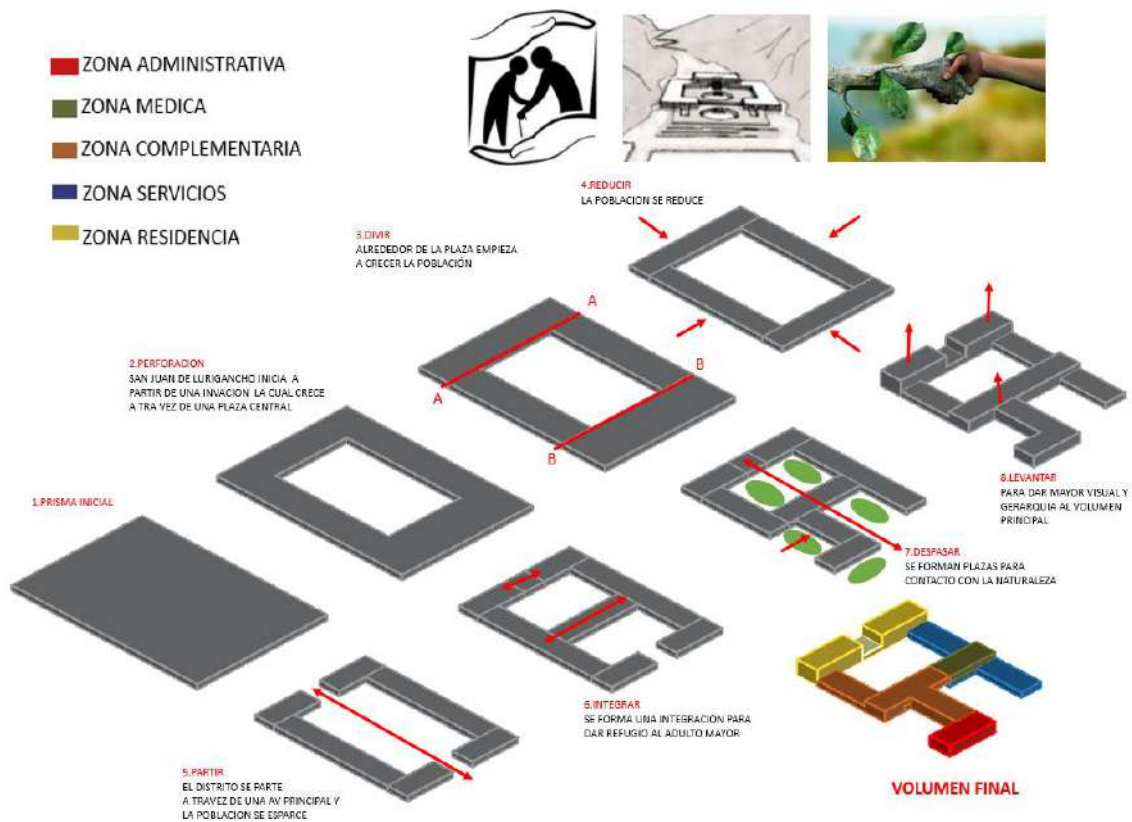 ZONA ADMINISTRATIVA
ZONA MEDICA
ZONA COMPLEMENTARIA
ZONA SERVICIOS
ZONA RESIDENCIA
1.PRISMA INICIAL
2.PERFORACION
SAN JUAN DE LURIGANCHO INICIA A
PARTIR DE UNA INVACION LA CUAL CRECE
A TRA VEZ DE UNA PLAZA CENTRAL
3.DIVIR
ALREDEDOR DE LA PLAZA EMPIEZA
A CRECER LA POBLACIÓN
A
A
B
B
4.REDUCIR
LA POBLACION SE REDUCE
5.PARTIR
EL DISTRITO SE PARTE
A TRAVEZ DE UNA AV PRINCIPAL Y
LA POBLACION SE ESPARCE
6.INTEGRAR
SE FORMA UNA INTEGRACION PARA
DAR REFUGIO AL ADULTO MAYOR
7.DESFASAR
SE FORMAN PLAZAS PARA
CONTACTO CON LA NATURALEZA
8.LEVANTAR
PARA DAR MAYOR VISUAL Y
GERARQUIA AL VOLUMEN
PRINCIPAL
VOLUMEN FINAL